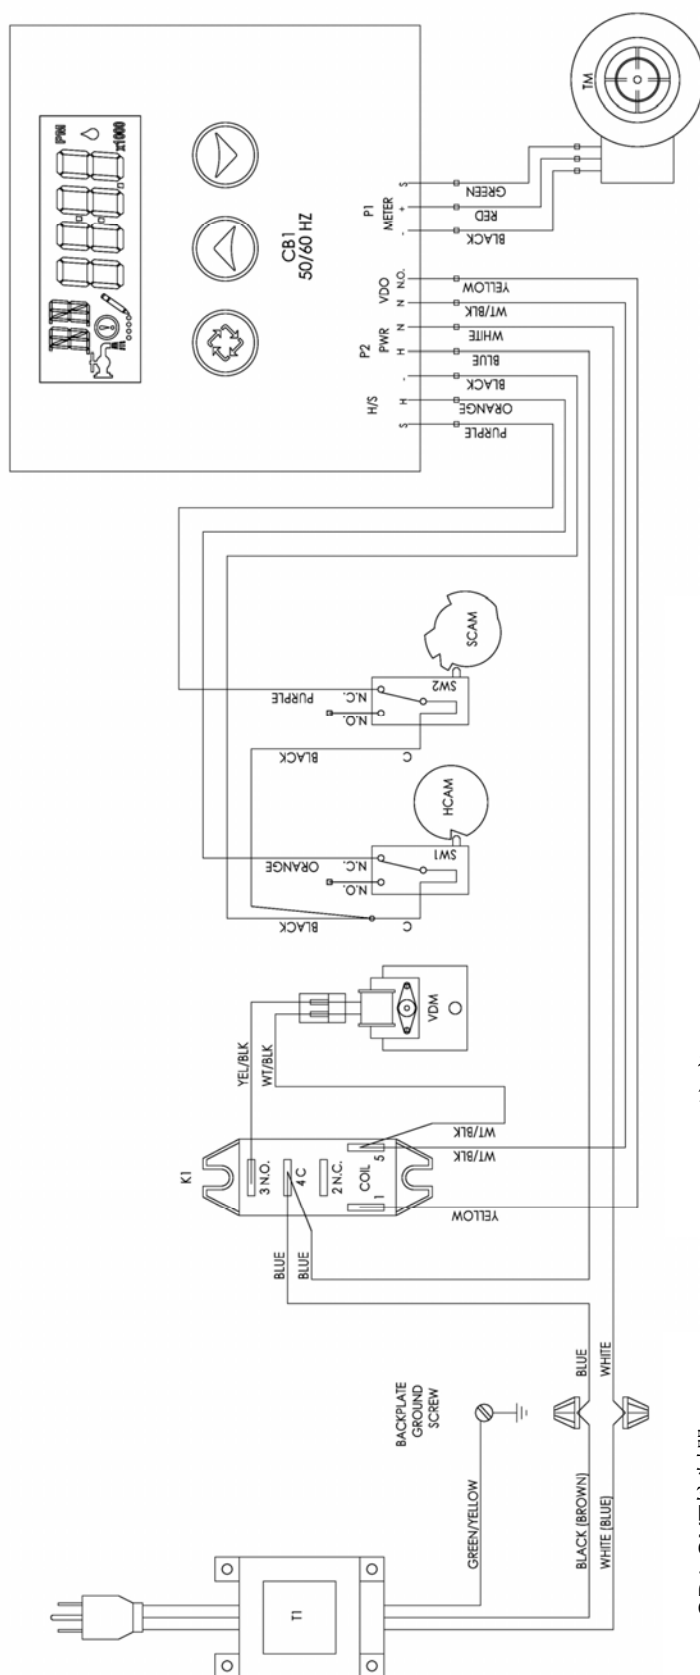 PM
x1000
CB1
50/60 HZ
P1
METER
S
+
-
P2
VDO
N.O.
N
PWR
N
H
H/S
-
H
S
GREEN
RED
BLACK
YELLOW
WT/BLK
WHITE
BLUE
BLACK
ORANGE
PURPLE
TM
SCAM
SW2
PURPLE
N.C.
N.O.
BLACK
C
HCAM
SW1
ORANGE
N.C.
N.O.
BLACK
C
VDM
YEL/BLK
WT/BLK
WT/BLK
WT/BLK
YELLOW
K1
3 N.O.
4 C
2 N.C.
COIL
1
5
BLUE
BLUE
BLUE
WHITE
BACKPLATE
GROUND
SCREW
GREEN/YELLOW
BLACK (BROWN)
WHITE (BLUE)
T1